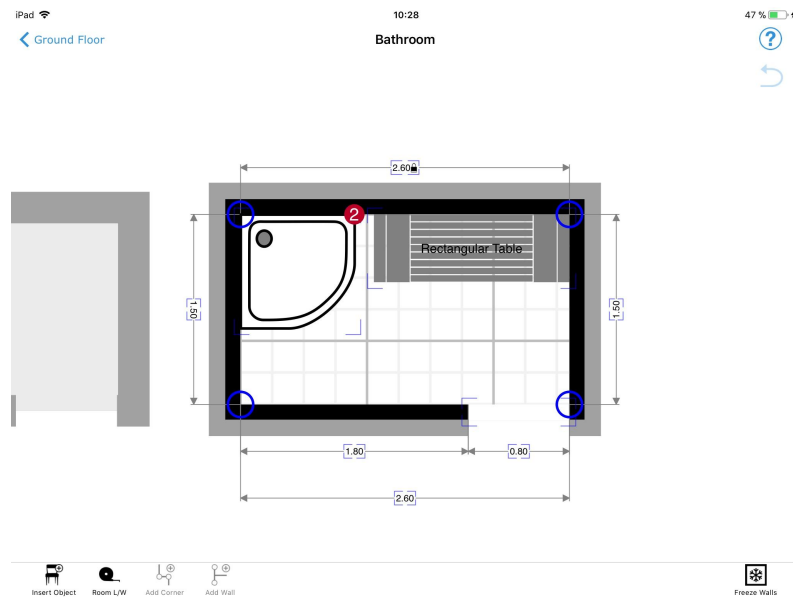 iPad 10:28 47 %
Ground Floor Bathroom ?
2.60
2
Rectangular Table
1.50
1.50
1.80 0.80
2.60
Insert Object Room L/W Add Corner Add Wall Freeze Walls